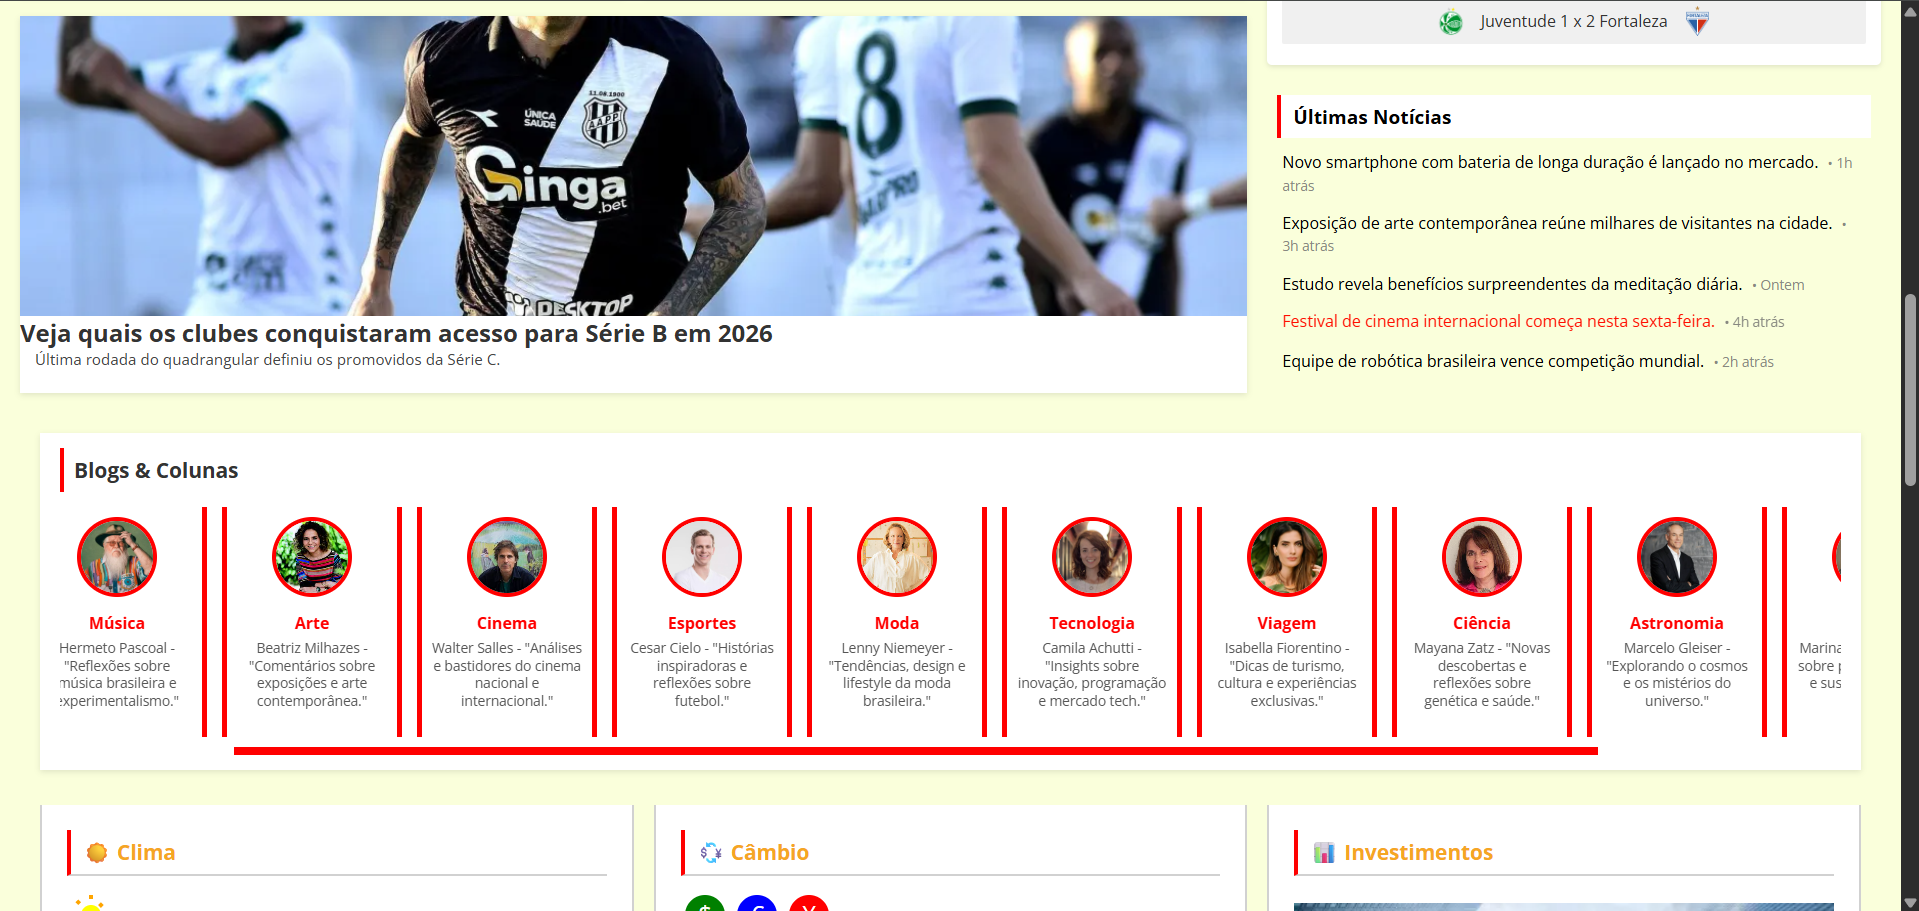 11.08.1900
AAPP
ÚNICA
SAÚDE
Ginga
.bet
DESKTOP
8
Veja quais os clubes conquistaram acesso para Série B em 2026
Última rodada do quadrangular definiu os promovidos da Série C.
Juventude 1 x 2 Fortaleza
Últimas Notícias
Novo smartphone com bateria de longa duração é lançado no mercado. • 1h
atrás
Exposição de arte contemporânea reúne milhares de visitantes na cidade. •
3h atrás
Estudo revela benefícios surpreendentes da meditação diária. • Ontem
Festival de cinema internacional começa nesta sexta-feira. • 4h atrás
Equipe de robótica brasileira vence competição mundial. • 2h atrás
Blogs & Colunas
Música
Hermeto Pascoal -
"Reflexões sobre
música brasileira e
experimentalismo."
Arte
Beatriz Milhazes -
"Comentários sobre
exposições e arte
contemporânea."
Cinema
Walter Salles - "Análises
e bastidores do cinema
nacional e
internacional."
Esportes
Cesar Cielo - "Histórias
inspiradoras e
reflexões sobre
futebol."
Moda
Lenny Niemeyer -
"Tendências, design e
lifestyle da moda
brasileira."
Tecnologia
Camila Achutti -
"Insights sobre
inovação, programação
e mercado tech."
Viagem
Isabella Fiorentino -
"Dicas de turismo,
cultura e experiências
exclusivas."
Ciência
Mayana Zatz - "Novas
descobertas e
reflexões sobre
genética e saúde."
Astronomia
Marcelo Gleiser -
"Explorando o cosmos
e os mistérios do
universo."
Marina
sobre
e sus
Clima
Câmbio
$
€
¥
Investimentos